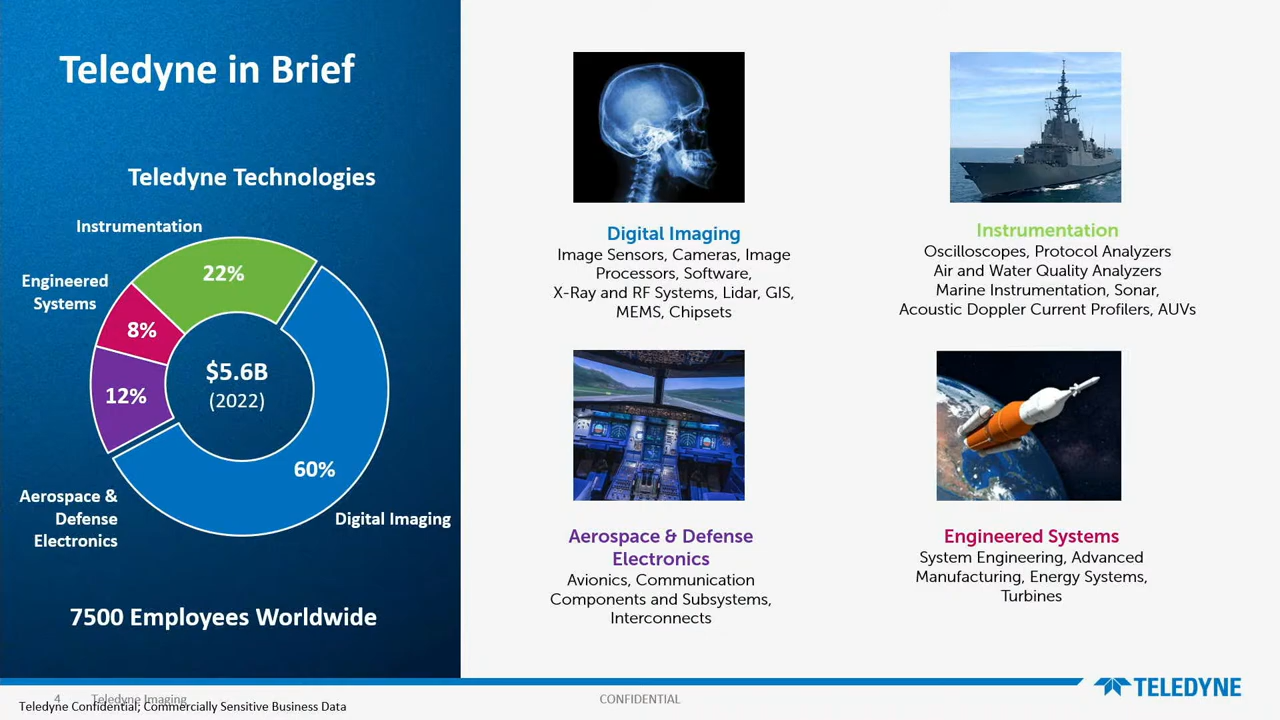 Teledyne in Brief
Teledyne Technologies
Instrumentation
22%
Engineered
Systems
8%
$5.6B
(2022)
12%
60%
Aerospace &
Defense
Electronics
Digital Imaging
7500 Employees Worldwide
Digital Imaging
Image Sensors, Cameras, Image
Processors, Software,
X-Ray and RF Systems, Lidar, GIS,
MEMS, Chipsets
Instrumentation
Oscilloscopes, Protocol Analyzers
Air and Water Quality Analyzers
Marine Instrumentation, Sonar,
Acoustic Doppler Current Profilers, AUVs
Aerospace & Defense
Electronics
Avionics, Communication
Components and Subsystems,
Interconnects
Engineered Systems
System Engineering, Advanced
Manufacturing, Energy Systems,
Turbines
4 Teledyne Imaging
Teledyne Confidential; Commercially Sensitive Business Data
CONFIDENTIAL
TELEDYNE